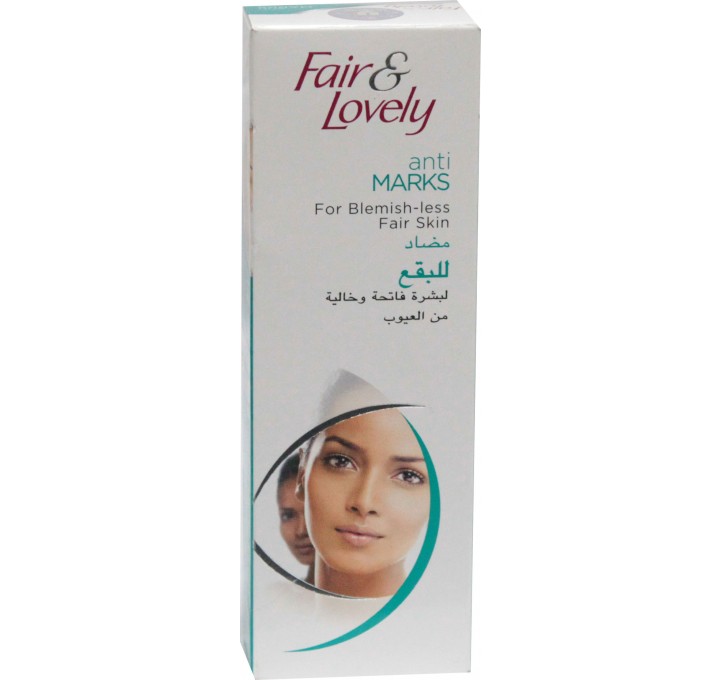 Fair &
Lovely
anti
MARKS
For Blemish-less
Fair Skin
مضاد
للبقع
لبشرة فاتحة وخالية
من العيوب